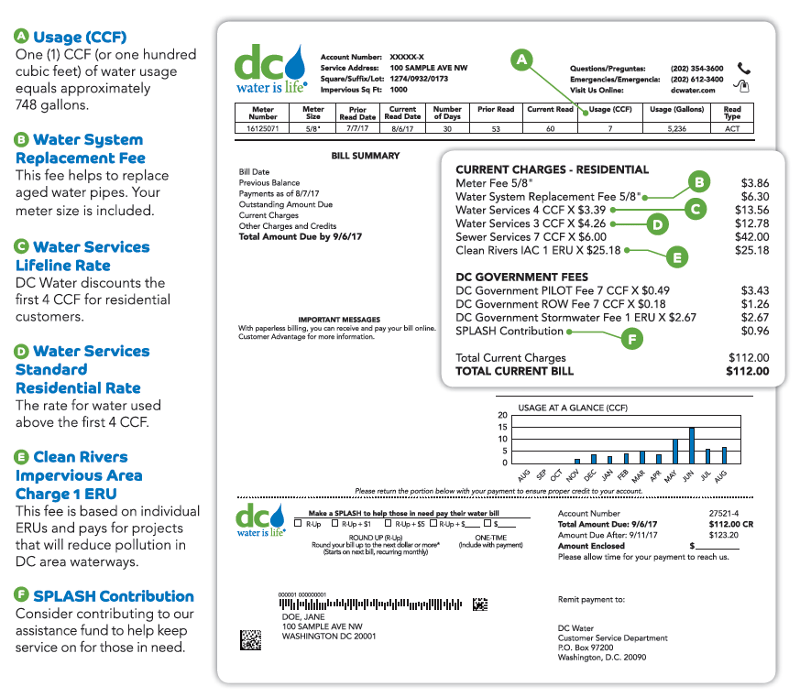 A Usage (CCF)
One (1) CCF (or one hundred
cubic feet) of water usage
equals approximately
748 gallons.
B Water System
Replacement Fee
This fee helps to replace
aged water pipes. Your
meter size is included.
C Water Services
Lifeline Rate
DC Water discounts the
first 4 CCF for residential
customers.
D Water Services
Standard
Residential Rate
The rate for water used
above the first 4 CCF.
E Clean Rivers
Impervious Area
Charge 1 ERU
This fee is based on individual
ERUs and pays for projects
that will reduce pollution in
DC area waterways.
F SPLASH Contribution
Consider contributing to our
assistance fund to help keep
service on for those in need.
dc
water is life®
Account Number: XXXXX-X
Service Address: 100 SAMPLE AVE NW
Square/Suffix/Lot: 1274/0932/0173
Impervious Sq Ft: 1000
A
Questions/Preguntas: (202) 354-3600
Emergencies/Emergencia: (202) 612-3400
Visit Us Online: dcwater.com
Meter Number Meter Size Prior Read Date Current Read Date Number of Days Prior Read Current Read Usage (CCF) Usage (Gallons) Read Type
16125071 5/8" 7/7/17 8/6/17 30 53 60 7 5,236 ACT
BILL SUMMARY
Bill Date
Previous Balance
Payments as of 8/7/17
Outstanding Amount Due
Current Charges
Other Charges and Credits
Total Amount Due by 9/6/17
IMPORTANT MESSAGES
With paperless billing, you can receive and pay your bill online.
Customer Advantage for more information.
CURRENT CHARGES - RESIDENTIAL
Meter Fee 5/8" $3.86
Water System Replacement Fee 5/8" B $6.30
Water Services 4 CCF X $3.39 C $13.56
Water Services 3 CCF X $4.26 D $12.78
Sewer Services 7 CCF X $6.00 $42.00
Clean Rivers IAC 1 ERU X $25.18 E $25.18
DC GOVERNMENT FEES
DC Government PILOT Fee 7 CCF X $0.49 $3.43
DC Government ROW Fee 7 CCF X $0.18 $1.26
DC Government Stormwater Fee 1 ERU X $2.67 $2.67
SPLASH Contribution F $0.96
Total Current Charges $112.00
TOTAL CURRENT BILL $112.00
USAGE AT A GLANCE (CCF)
20
15
10
5
0
AUG SEP OCT NOV DEC JAN FEB MAR APR MAY JUN JUL AUG
Please return the portion below with your payment to ensure proper credit to your account.
dc
water is life®
Make a SPLASH to help those in need pay their water bill
R-Up R-Up + $1 R-Up + $5 R-Up + $____ $____
ROUND UP (R-Up) ONE-TIME
Round your bill up to the next dollar or more* (Include with payment)
(Starts on next bill, recurring monthly)
Account Number 27521-4
Total Amount Due: 9/6/17 $112.00 CR
Amount Due After: 9/11/17 $123.20
Amount Enclosed $________
Please allow time for your payment to reach us.
000001 000000001
DOE, JANE
100 SAMPLE AVE NW
WASHINGTON DC 20001
Remit payment to:
DC Water
Customer Service Department
P.O. Box 97200
Washington, D.C. 20090